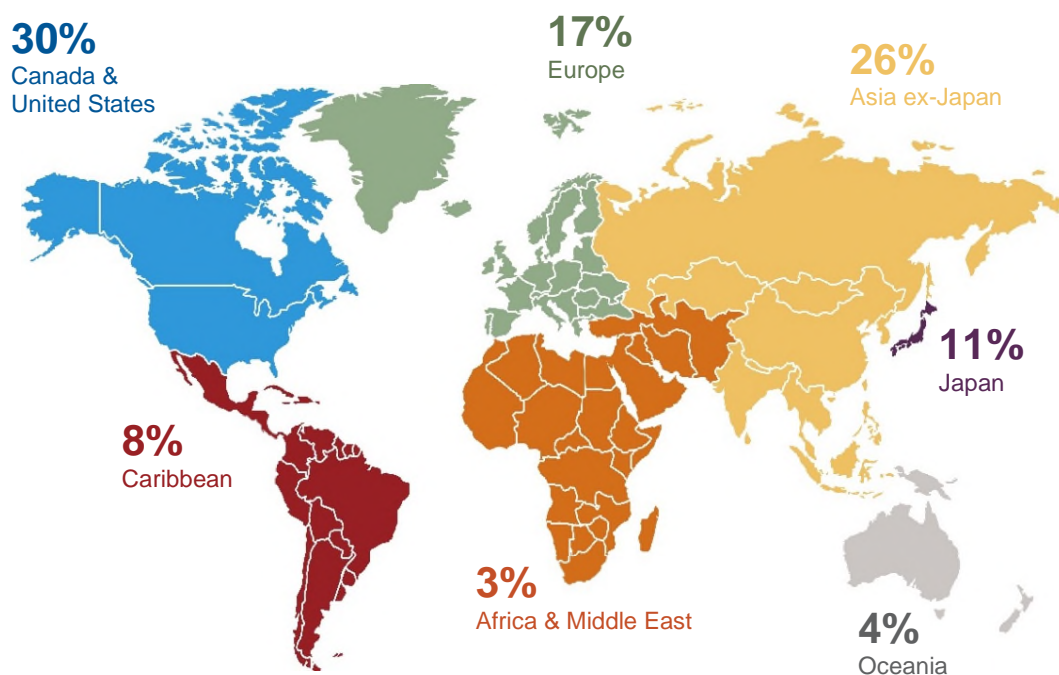 30%
Canada &
United States
17%
Europe
26%
Asia ex-Japan
11%
Japan
8%
Caribbean
3%
Africa & Middle East
4%
Oceania